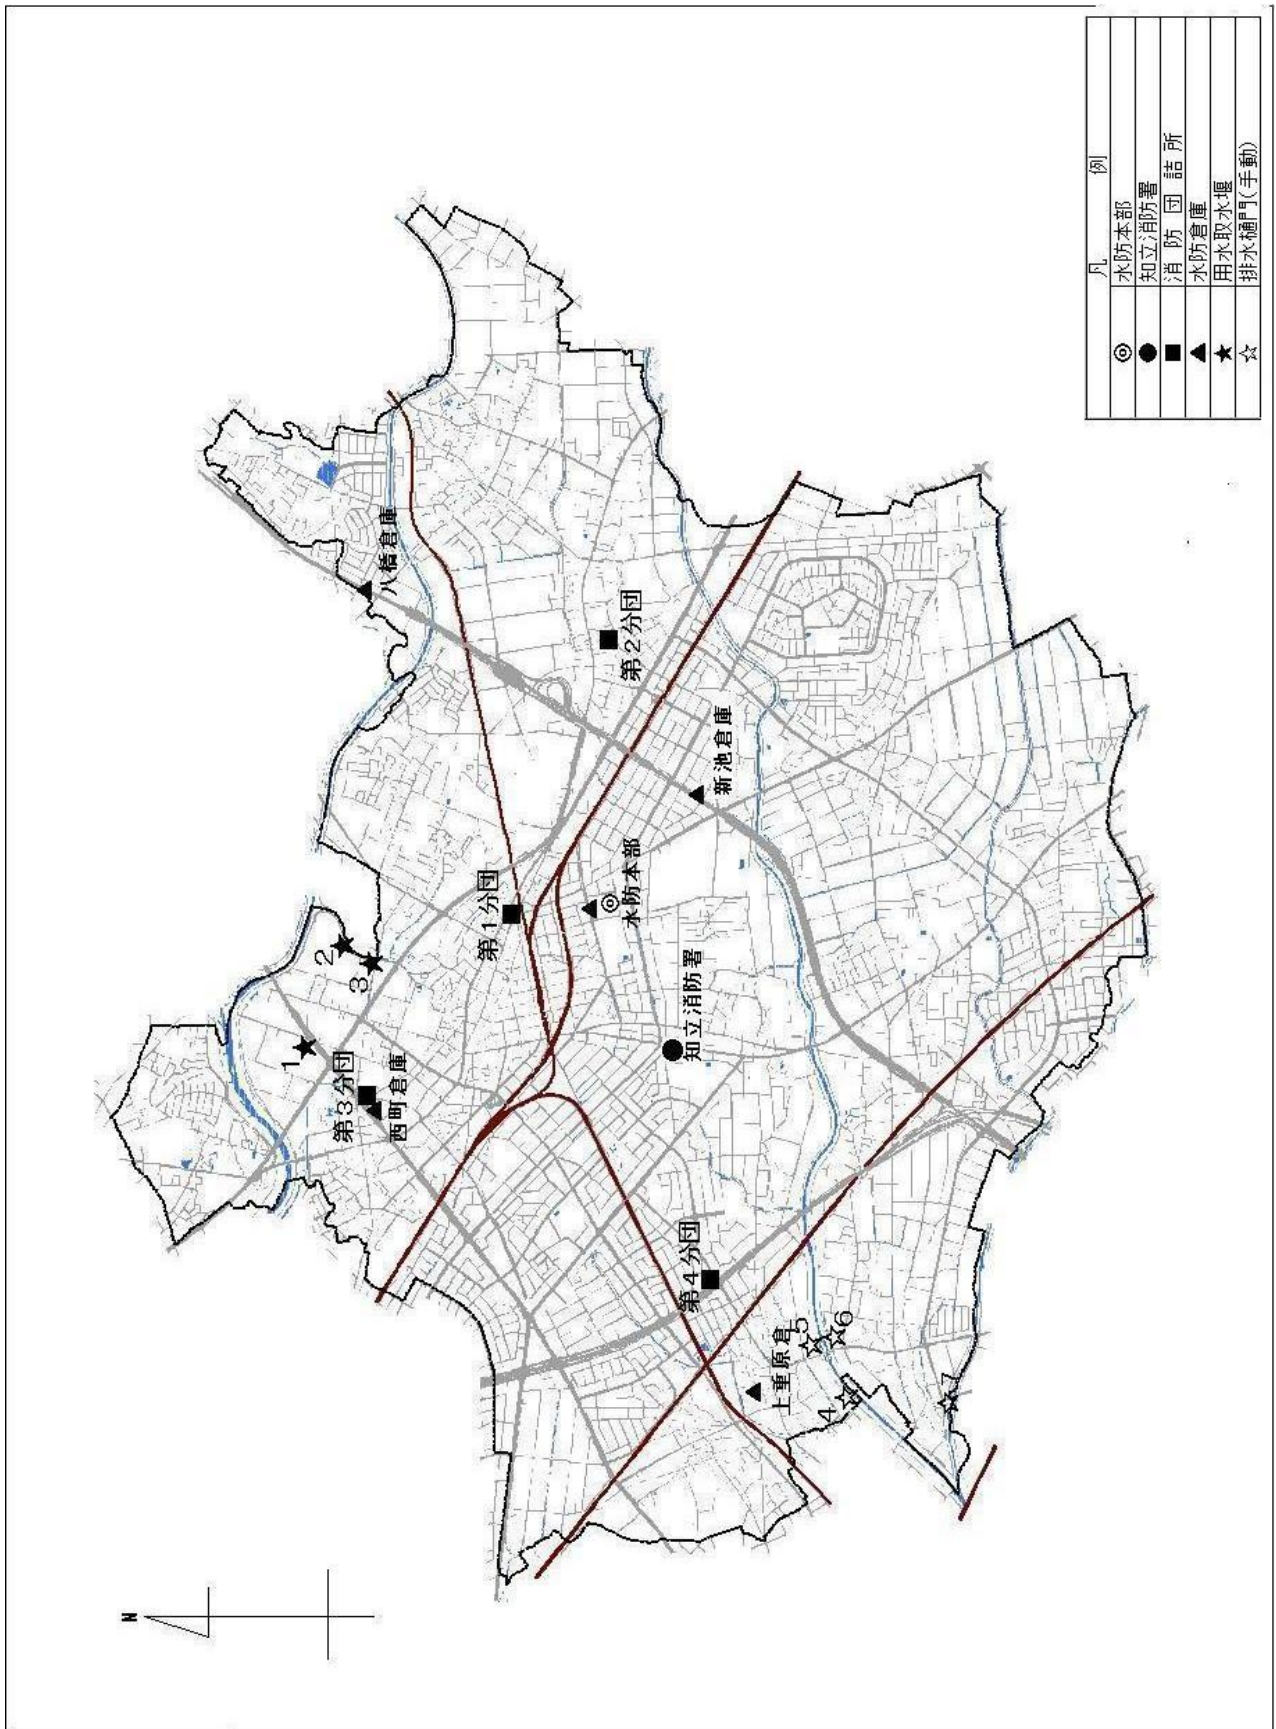 N
凡 例
水防本部
知立消防署
消 防 団 詰 所
水防倉庫
用水取水堰
排水樋門(手動)
八橋倉庫
第2分団
新池倉庫
第1分団
水防本部
知立消防署
2
3
1
第3分団
西町倉庫
第4分団
上重原倉
5
6
4